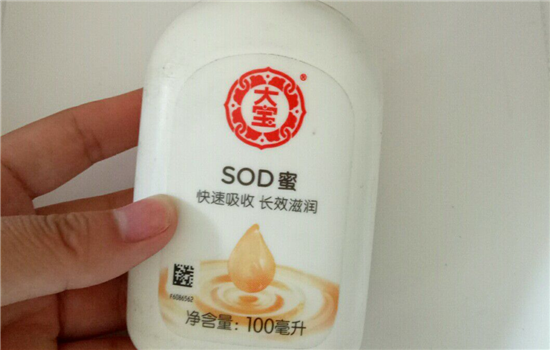 ®
大宝
SOD蜜
快速吸收 长效滋润
F6086563
净含量：100毫升